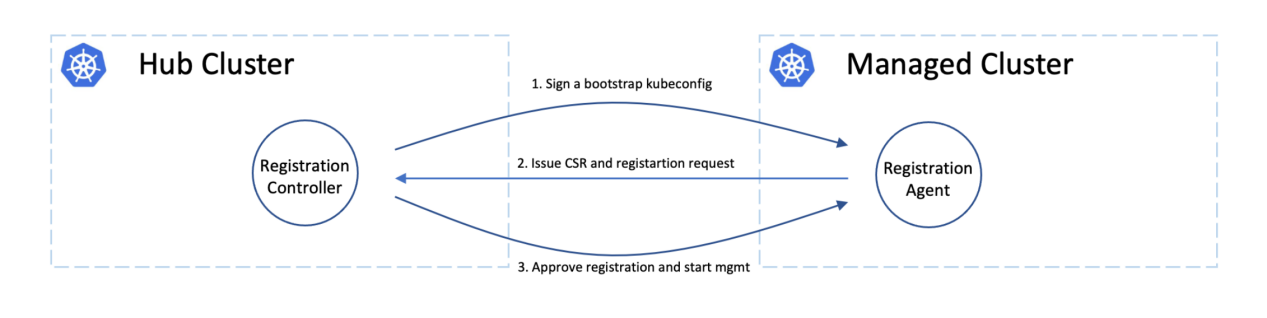 Hub Cluster
Managed Cluster
1. Sign a bootstrap kubeconfig
Registration
Controller
2. Issue CSR and registartion request
Registration
Agent
3. Approve registration and start mgmt